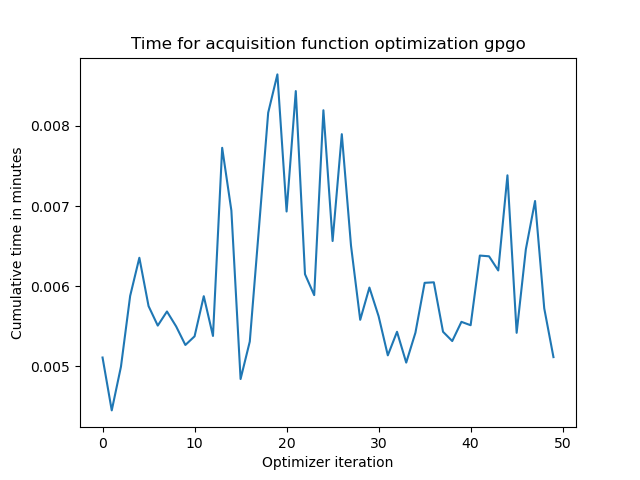 Time for acquisition function optimization gpgo
Cumulative time in minutes
0.008
0.007
0.006
0.005
0 10 20 30 40 50
Optimizer iteration